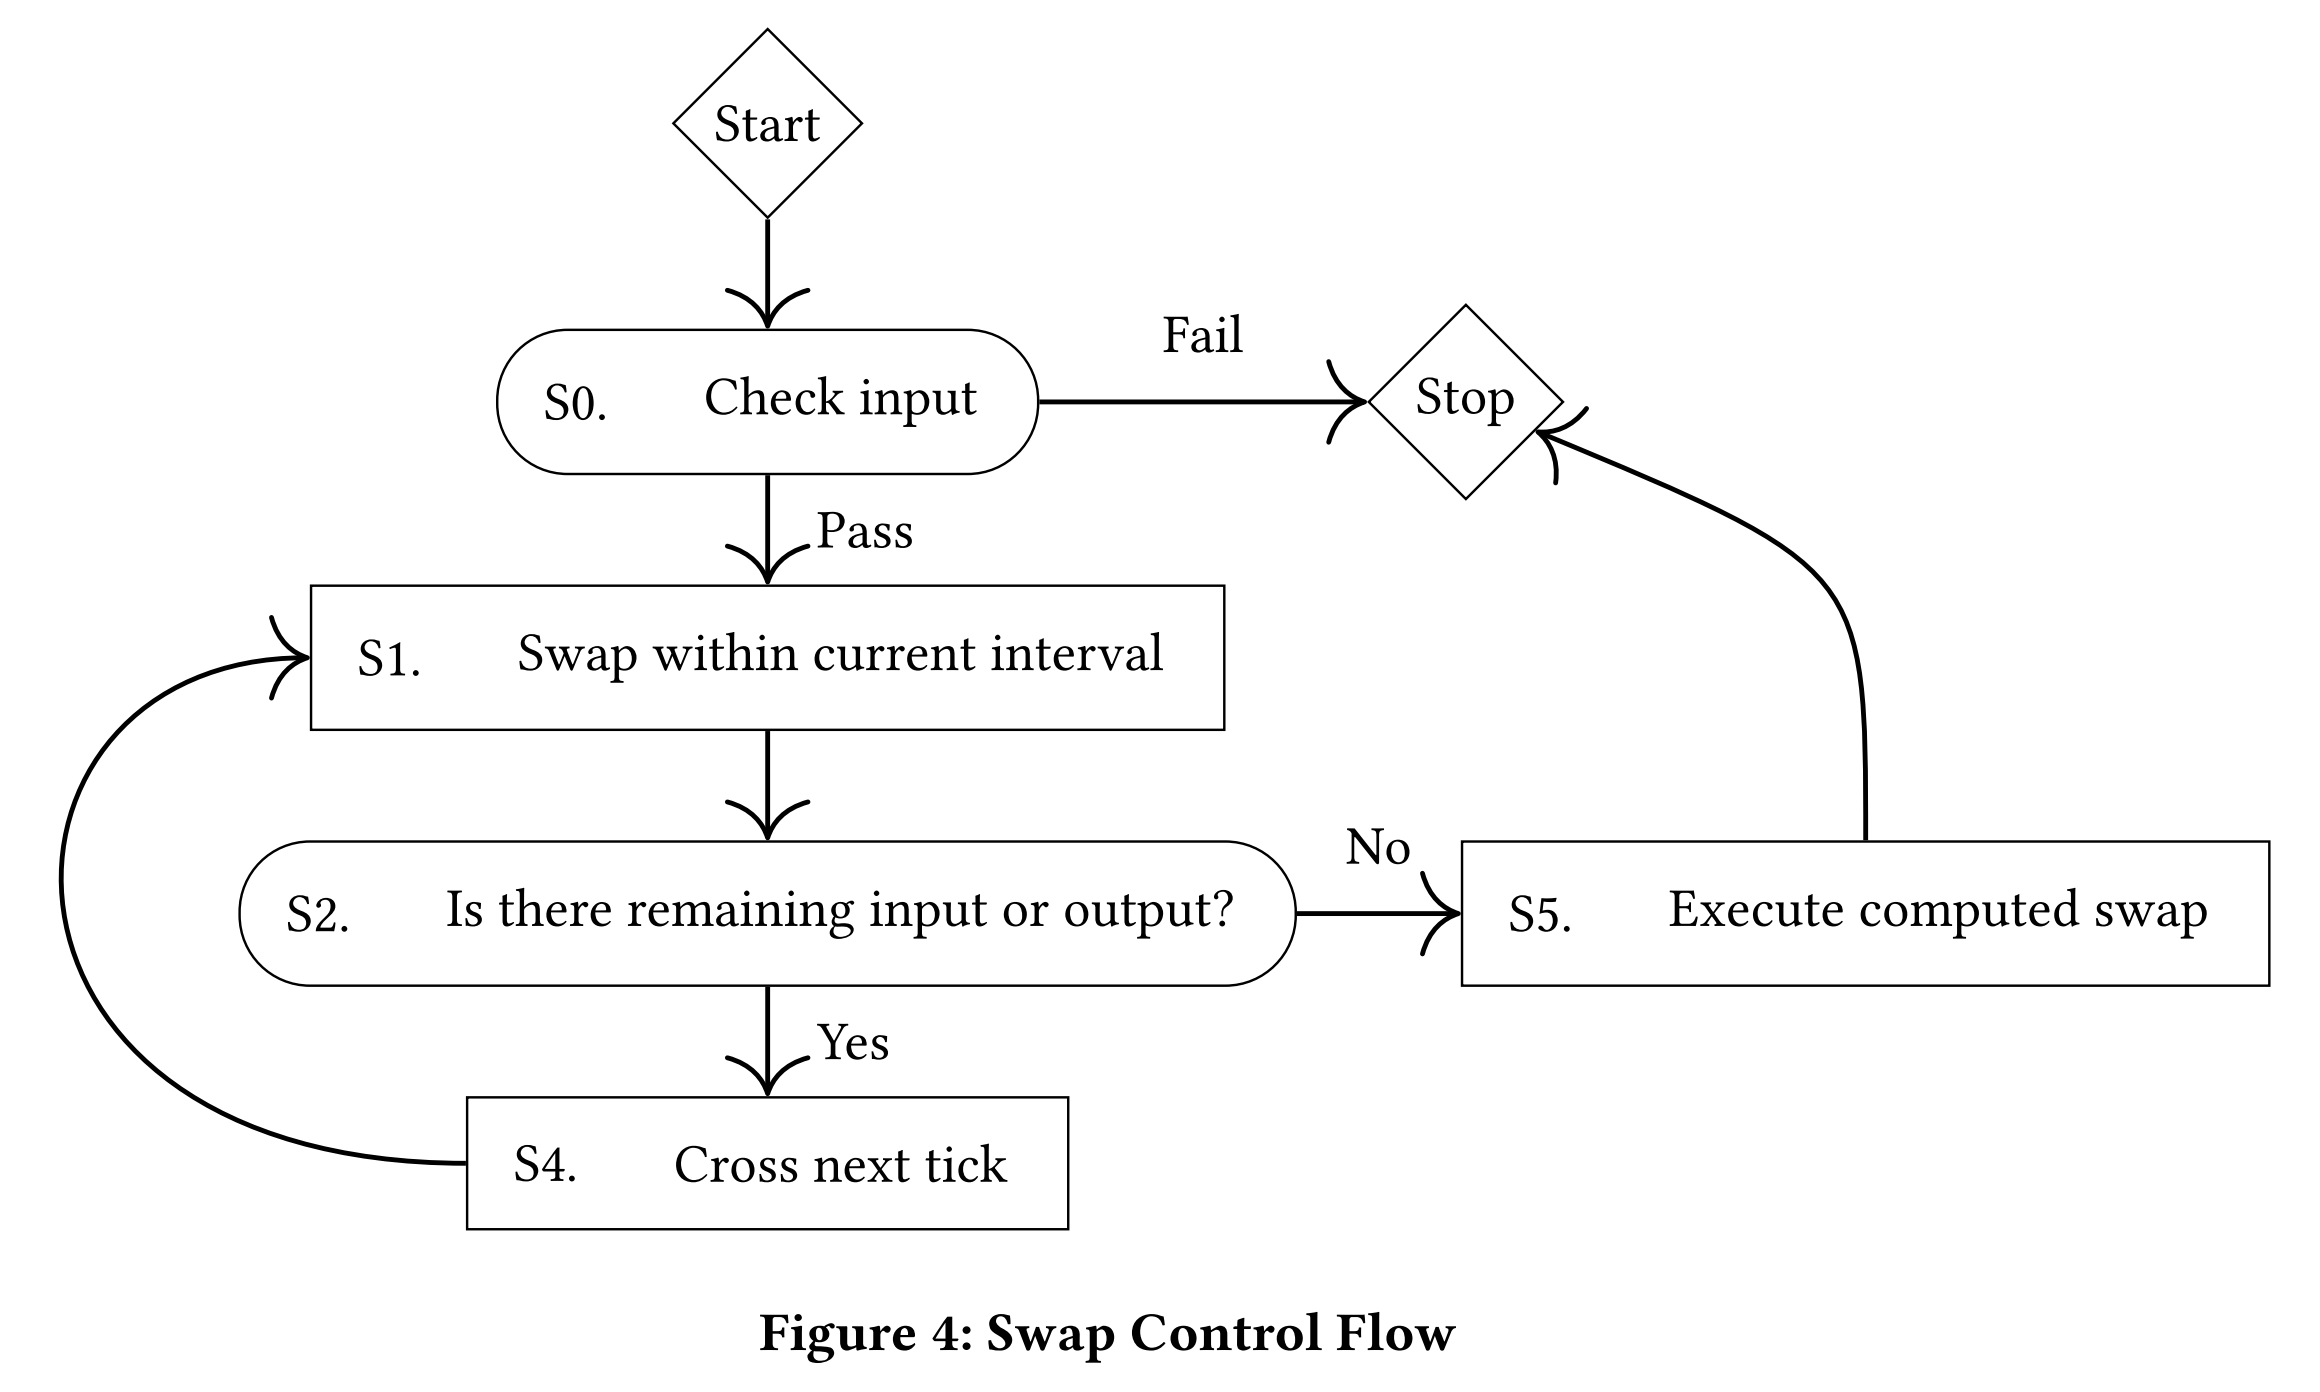 Start
S0. Check input
Fail
Stop
Pass
S1. Swap within current interval
S2. Is there remaining input or output?
No
S5. Execute computed swap
Yes
S4. Cross next tick
Figure 4: Swap Control Flow